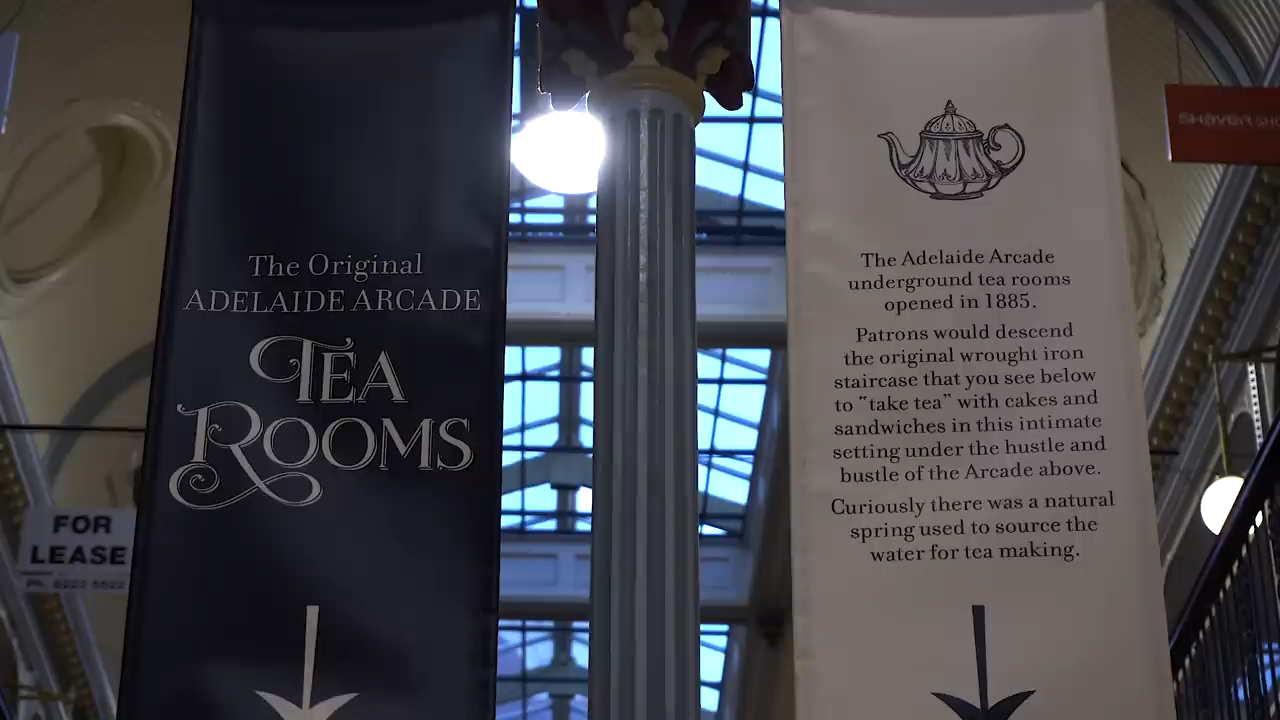 The Original
ADELAIDE ARCADE
TEA
ROOMS
FOR
LEASE
The Adelaide Arcade
underground tea rooms
opened in 1885.
Patrons would descend
the original wrought iron
staircase that you see below
to "take tea" with cakes and
sandwiches in this intimate
setting under the hustle and
bustle of the Arcade above.
Curiously there was a natural
spring used to source the
water for tea making.
SHAVER